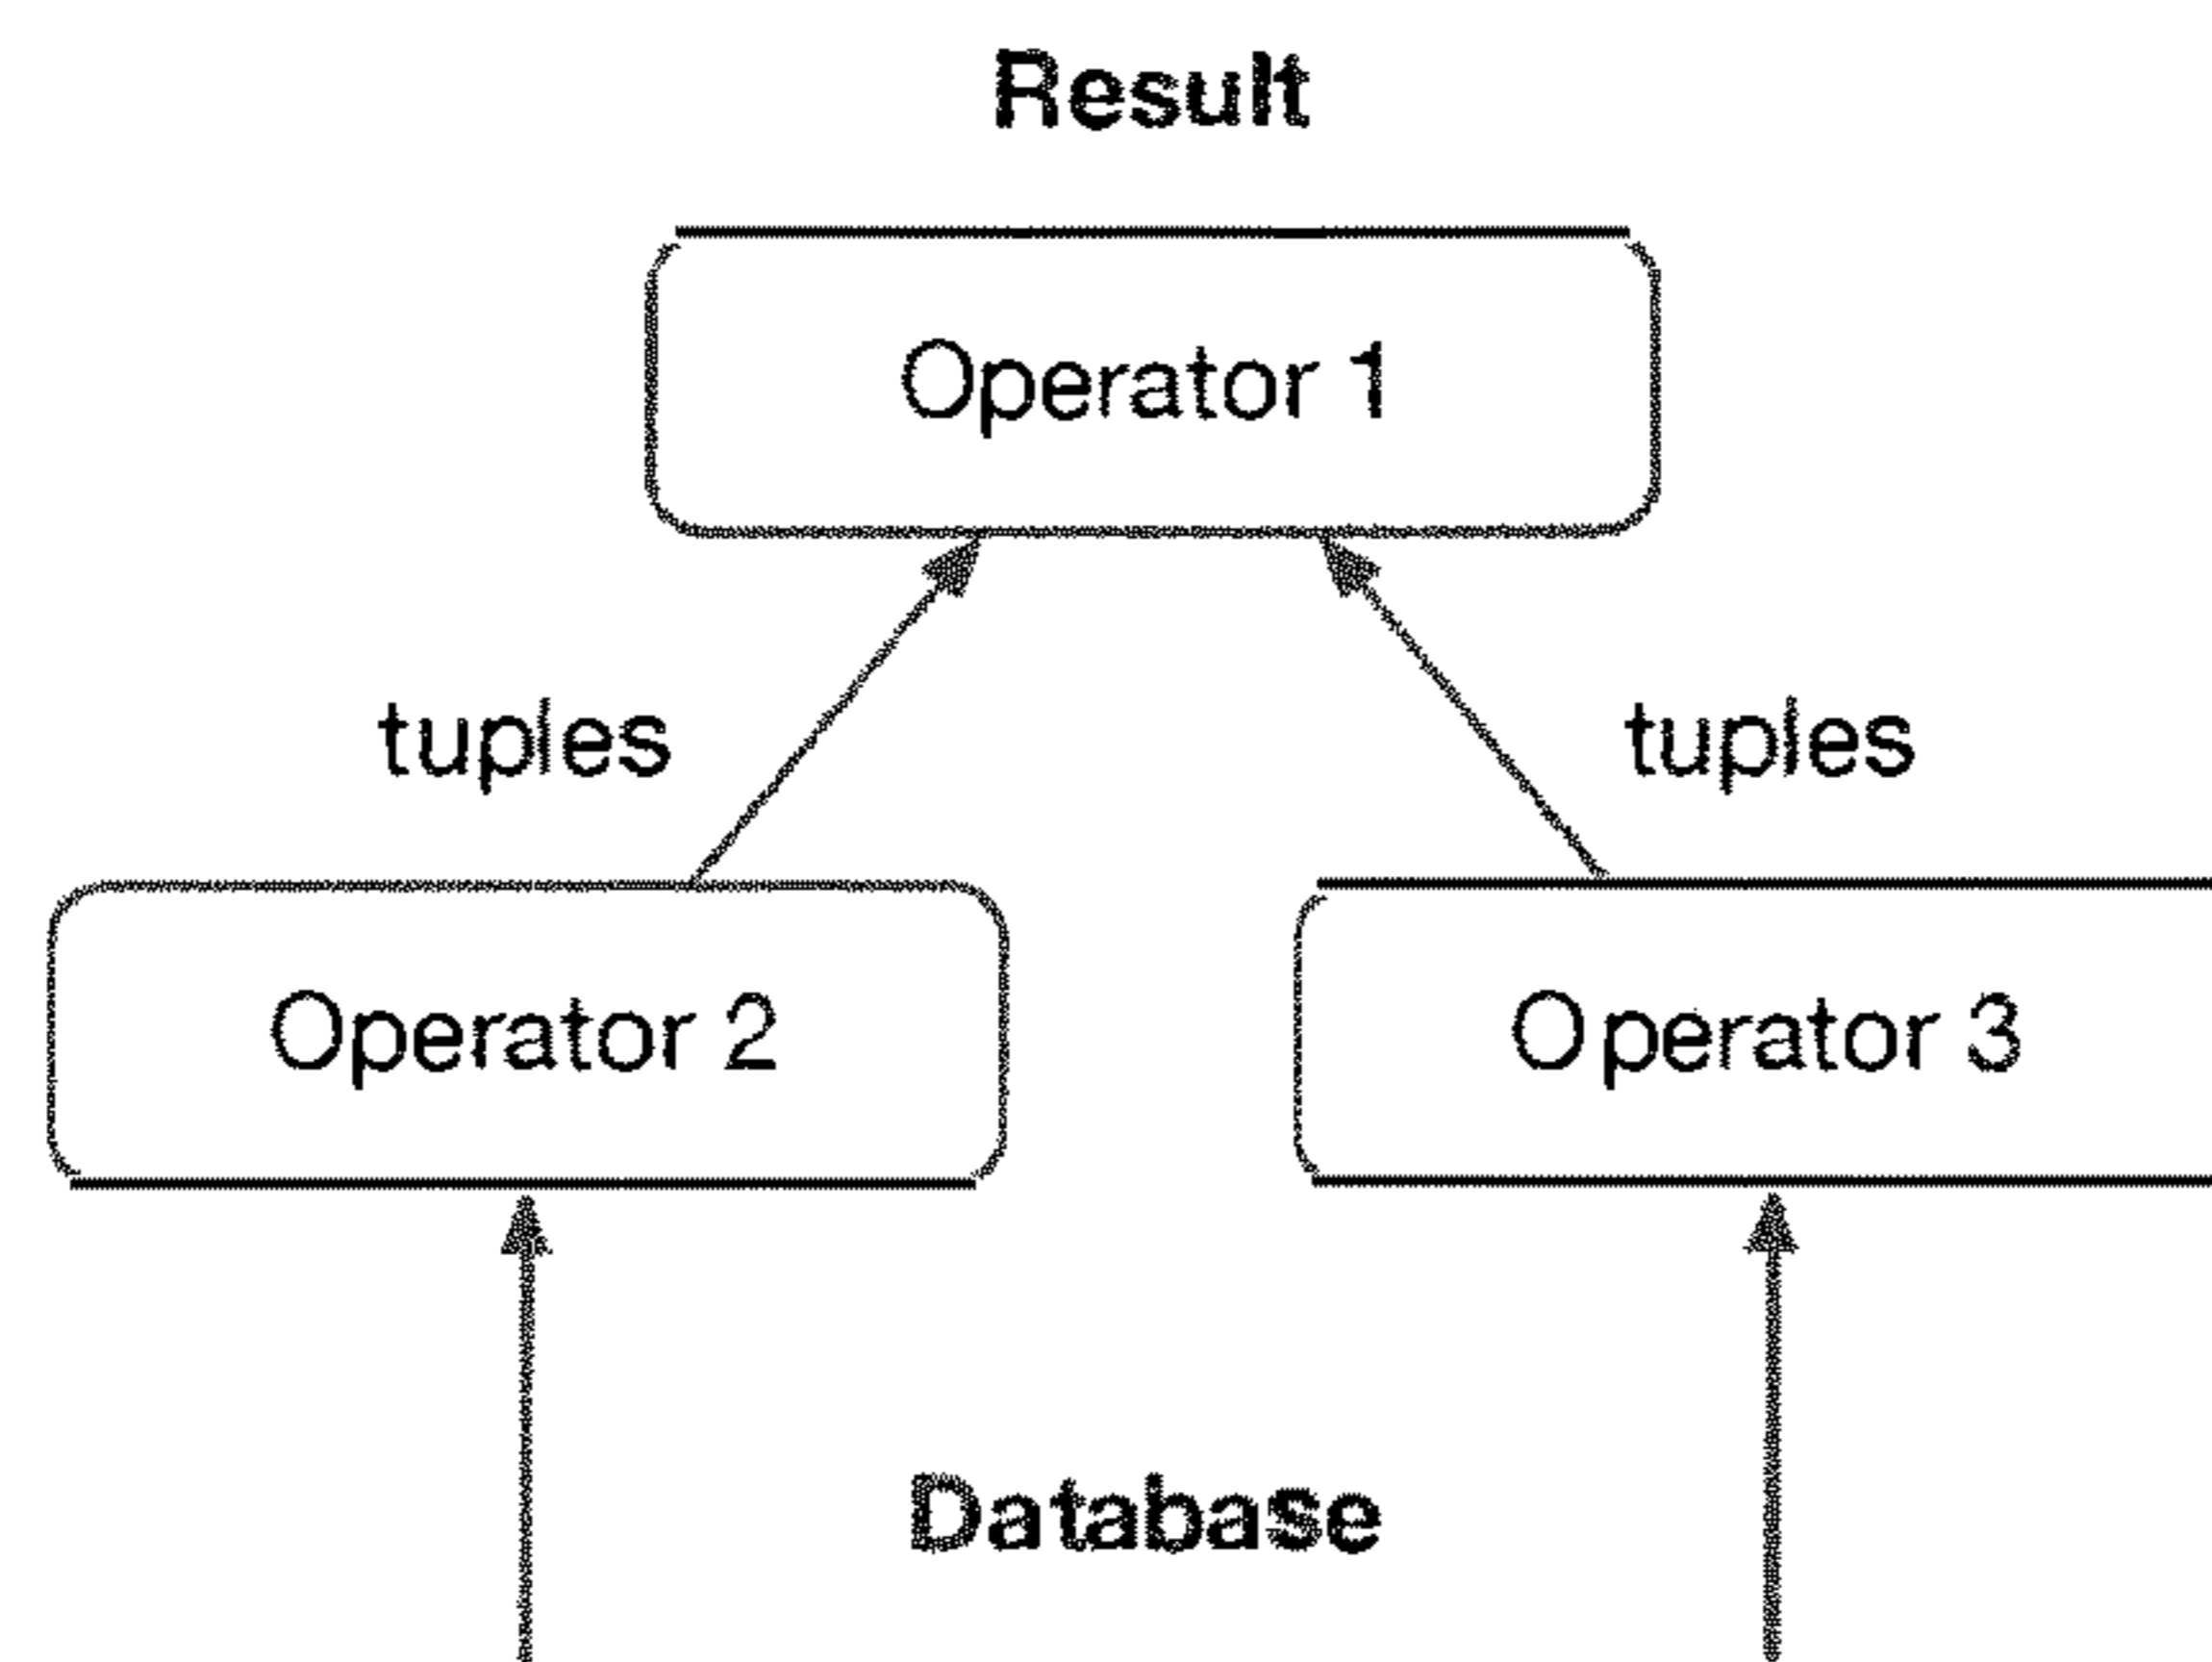 Result
Operator 1
tuples tuples
Operator 2 Operator 3
Database